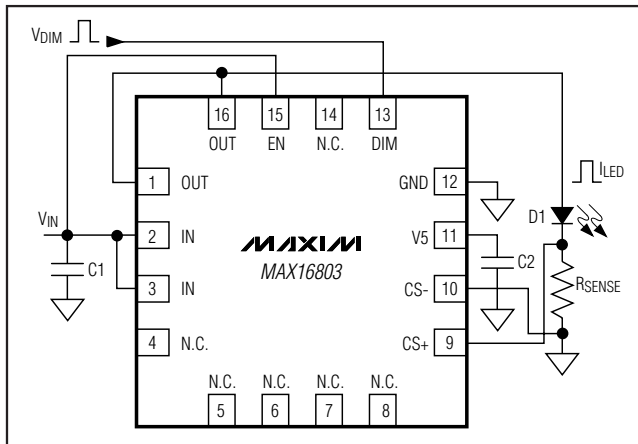 VDIM
16 15 14 13
OUT EN N.C. DIM
1 OUT
GND 12
ILED
VIN
2 IN
V5 11
D1
MAXIM
MAX16803
C1
3 IN
CS- 10
C2
RSENSE
4 N.C.
CS+ 9
N.C. N.C. N.C. N.C.
5 6 7 8